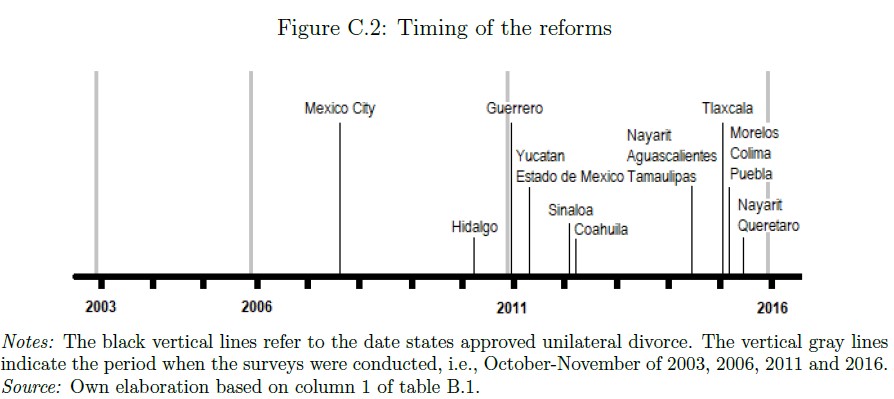 Figure C.2: Timing of the reforms
Mexico City
Guerrero
Tlaxcala
Nayarit
Morelos
Yucatan
Aguascalientes
Colima
Estado de Mexico
Tamaulipas
Puebla
Sinaloa
Nayarit
Hidalgo
Coahuila
Queretaro
2003
2006
2011
2016
Notes: The black vertical lines refer to the date states approved unilateral divorce. The vertical gray lines
indicate the period when the surveys were conducted, i.e., October-November of 2003, 2006, 2011 and 2016.
Source: Own elaboration based on column 1 of table B.1.